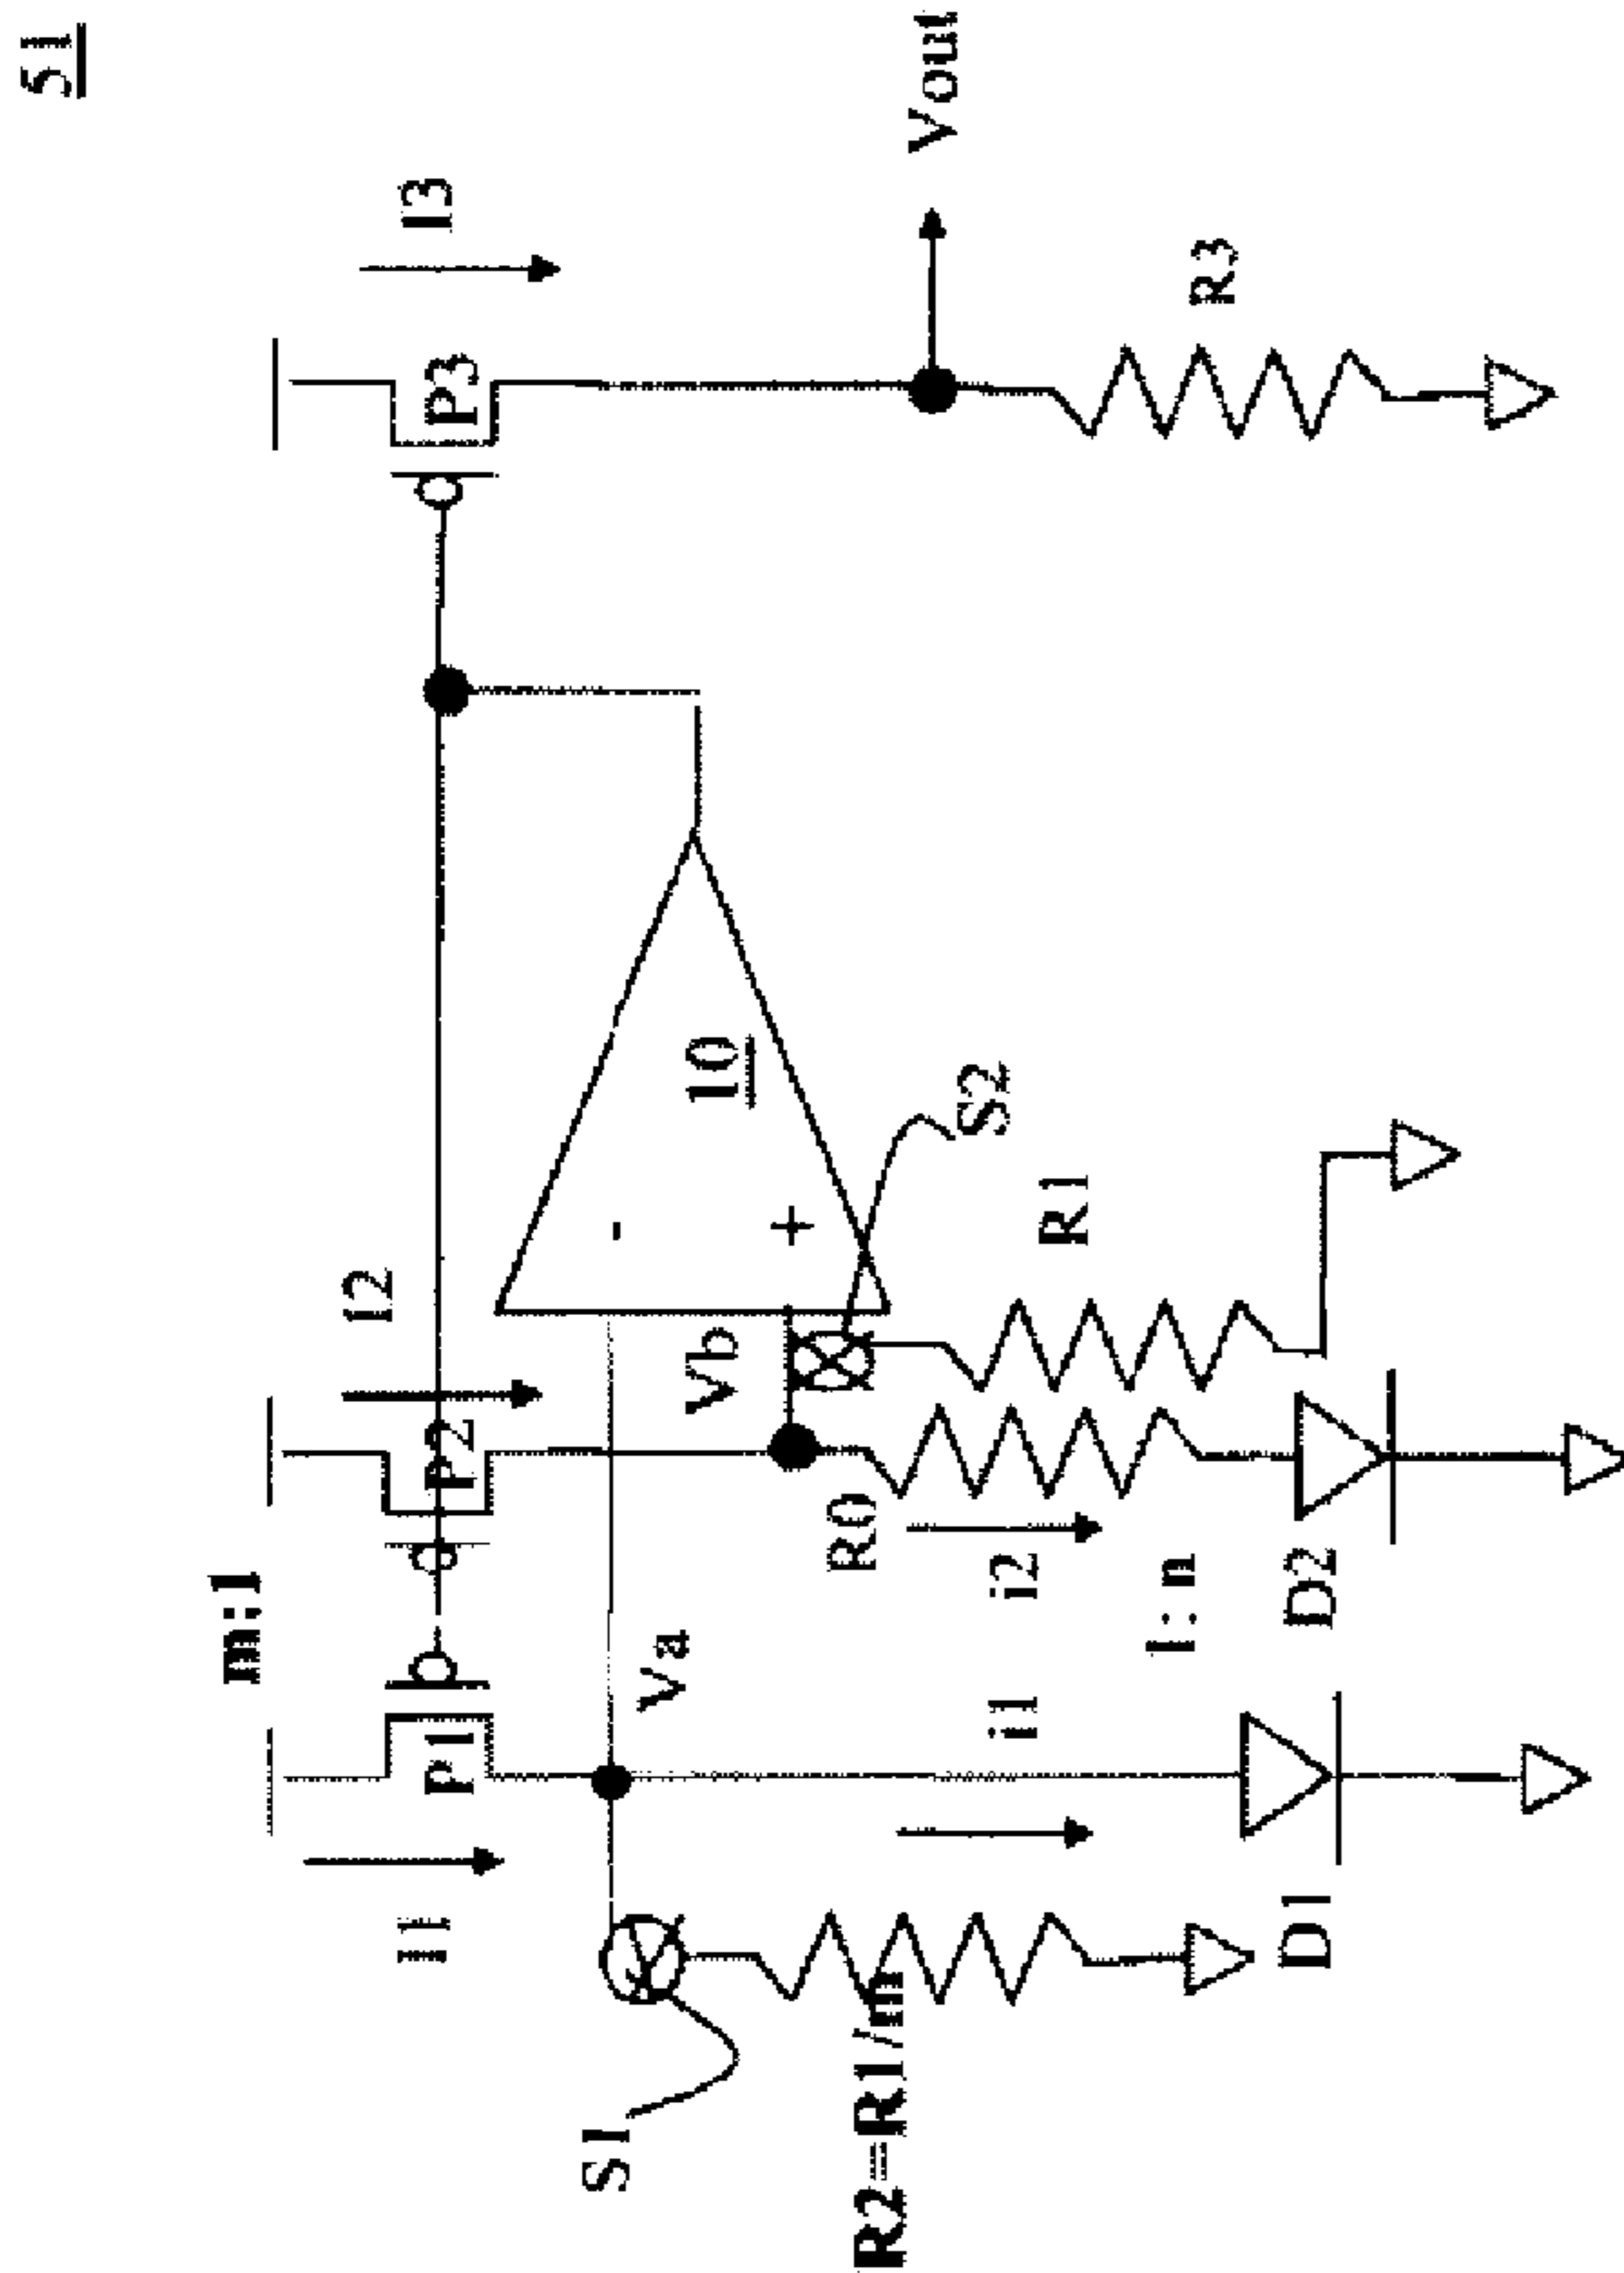 51
m:1
I1
P1
P2
I2
P3
I3
S1
Va
Vb
-
+
10
S2
Vout
R2=R1/m
i1
R0
i2
R1
R3
1:n
D1
D2